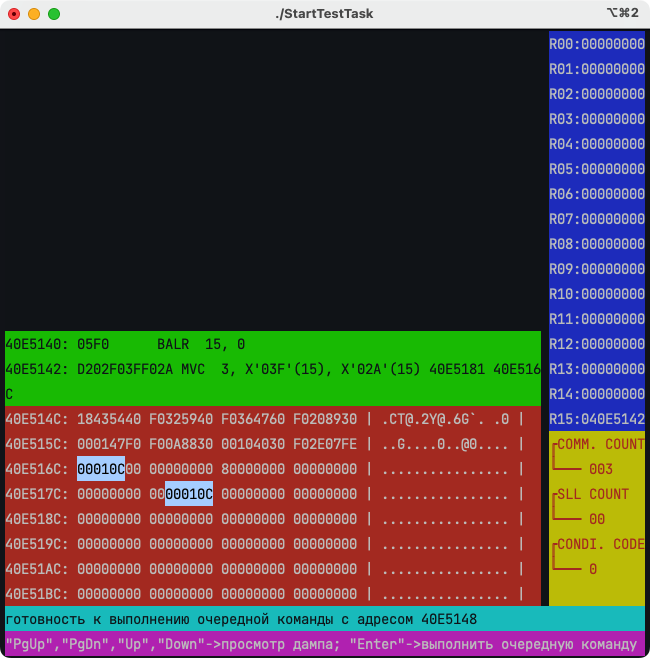 ./StartTestTask
⌥⌘2
R00:00000000
R01:00000000
R02:00000000
R03:00000000
R04:00000000
R05:00000000
R06:00000000
R07:00000000
R08:00000000
R09:00000000
R10:00000000
R11:00000000
R12:00000000
R13:00000000
R14:00000000
R15:040E5142
40E5140: 05F0 BALR 15, 0
40E5142: D202F03FF02A MVC 3, X'03F'(15), X'02A'(15) 40E5181 40E516
C
40E514C: 18435440 F0325940 F0364760 F0208930 | .CT@.2Y@.6G`. .0 |
40E515C: 000147F0 F00A8830 00104030 F02E07FE | ..G....0..@0.... |
40E516C: 00010C00 00000000 80000000 00000000 | ................ |
40E517C: 00000000 0000010C 00000000 00000000 | ................ |
40E518C: 00000000 00000000 00000000 00000000 | ................ |
40E519C: 00000000 00000000 00000000 00000000 | ................ |
40E51AC: 00000000 00000000 00000000 00000000 | ................ |
40E51BC: 00000000 00000000 00000000 00000000 | ................ |
COMM. COUNT
003
SLL COUNT
00
CONDI. CODE
0
готовность к выполнению очередной команды с адресом 40E5148
"PgUp","PgDn","Up","Down"->просмотр дампа; "Enter"->выполнить очередную команду